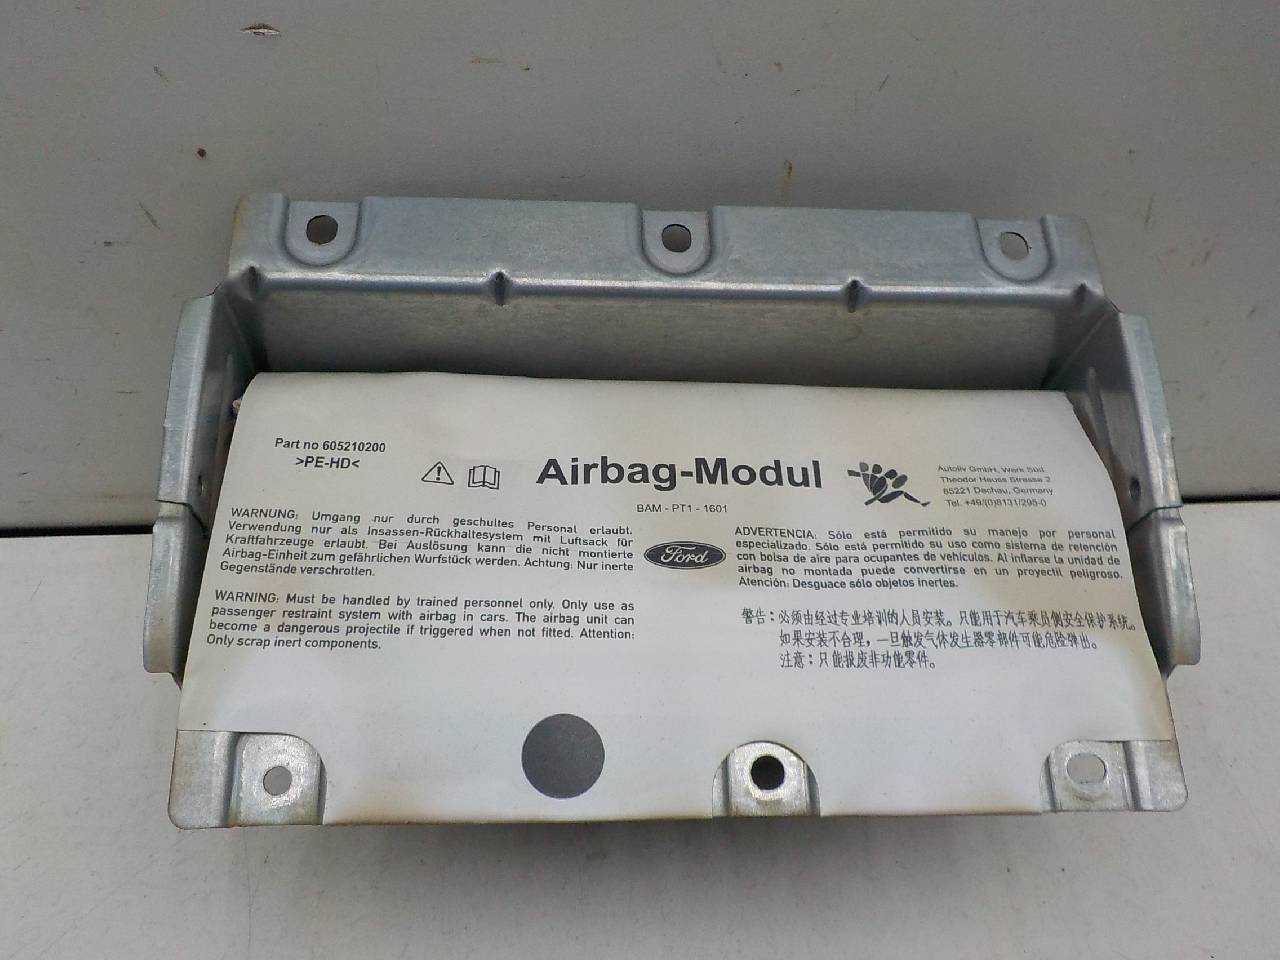 Part no 605210200
>PE-HD<
Airbag-Modul
BAM - PT1 - 1601
Autoliv GmbH, Werk Süd
Theodor Heuss Strasse 2
85221 Dachau, Germany
Tel. +49/(0)8131/295-0
WARNUNG: Umgang nur durch geschultes Personal erlaubt.
Verwendung nur als Insassen-Rückhaltesystem mit Luftsack für
Kraftfahrzeuge erlaubt. Bei Auslösung kann die nicht montierte
Airbag-Einheit zum gefährlichen Wurfstück werden. Achtung: Nur inerte
Gegenstände verschrotten.
WARNING: Must be handled by trained personnel only. Only use as
passenger restraint system with airbag in cars. The airbag unit can
become a dangerous projectile if triggered when not fitted. Attention:
Only scrap inert components.
Ford
ADVERTENCIA: Sólo está permitido su manejo por personal
especializado. Sólo está permitido su uso como sistema de retención
con bolsa de aire para ocupantes de vehículos. Al inflarse la unidad de
airbag no montada puede convertirse en un proyectil peligroso.
Atención: Desguace sólo objetos inertes.
警告：必须由经过专业培训的人员安装。只能用于汽车乘员侧安全保护系统。
如果安装不合理，一旦触发气体发生器零部件可能危险弹出。
注意：只能报废非功能零件。